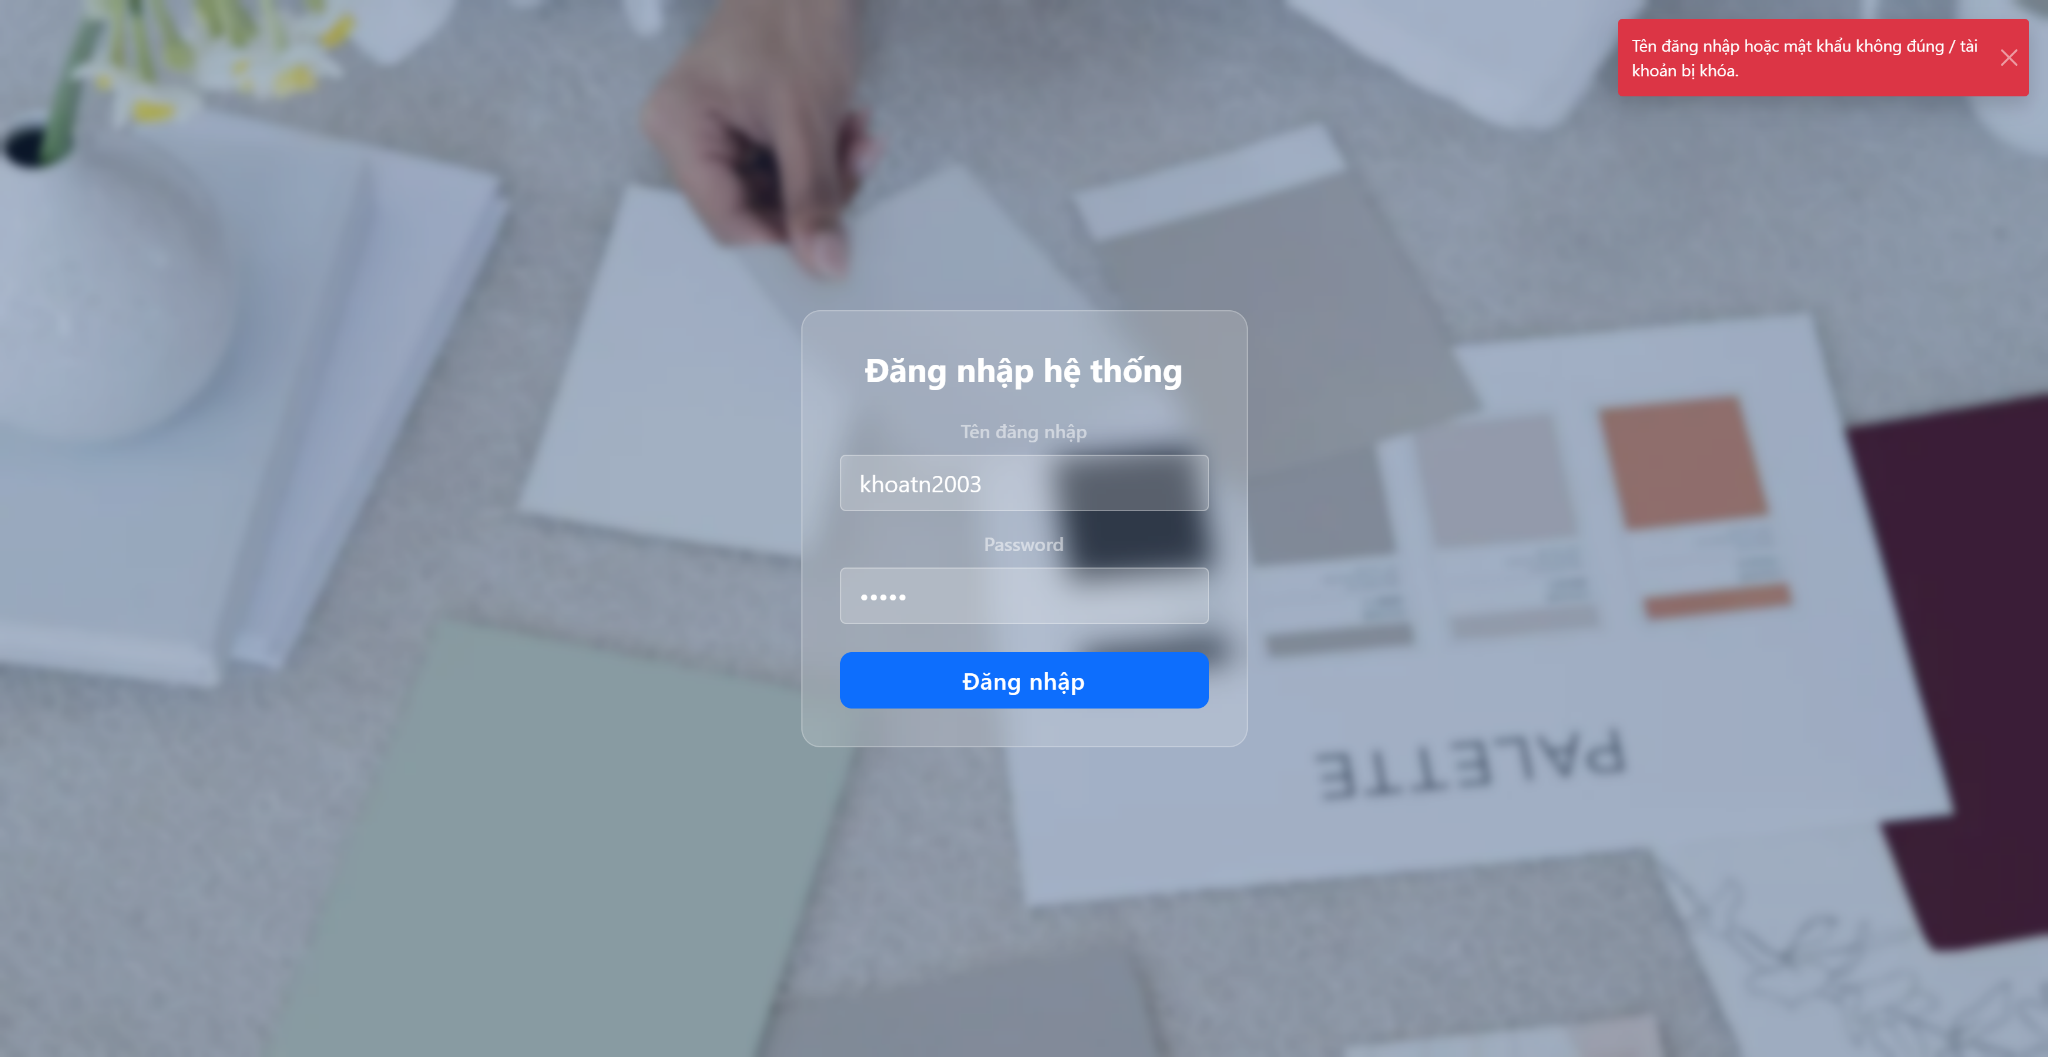 Tên đăng nhập hoặc mật khẩu không đúng / tài
khoản bị khóa.
Đăng nhập hệ thống
Tên đăng nhập
khoatn2003
Password
•••••
Đăng nhập
PALETTE